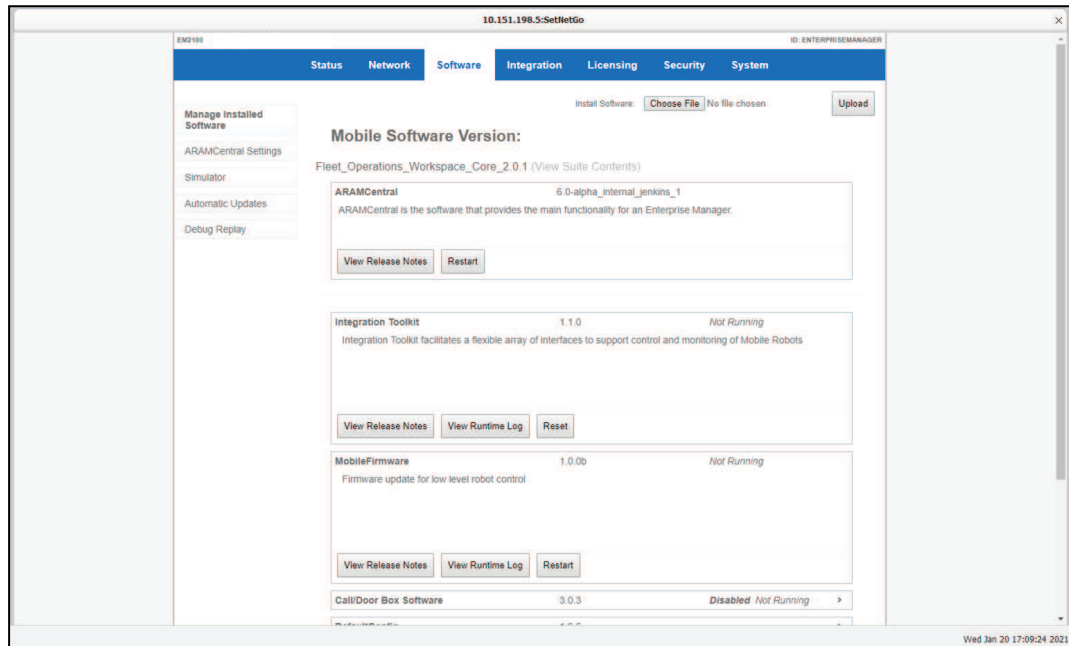 10.151.198.5:SetNetGo
EM2100 ID: ENTERPRISEMANAGER
Status Network Software Integration Licensing Security System
Install Software: Choose File No file chosen Upload
Manage Installed
Software
ARAMCentral Settings
Simulator
Automatic Updates
Debug Replay
Mobile Software Version:
Fleet_Operations_Workspace_Core_2.0.1 (View Suite Contents)
ARAMCentral 6.0-alpha_internal_jenkins_1
ARAMCentral is the software that provides the main functionality for an Enterprise Manager.
View Release Notes Restart
Integration Toolkit 1.1.0 Not Running
Integration Toolkit facilitates a flexible array of interfaces to support control and monitoring of Mobile Robots
View Release Notes View Runtime Log Reset
MobileFirmware 1.0.0b Not Running
Firmware update for low level robot control
View Release Notes View Runtime Log Restart
Call/Door Box Software 3.0.3 Disabled Not Running >
Wed Jan 20 17:09:24 2021